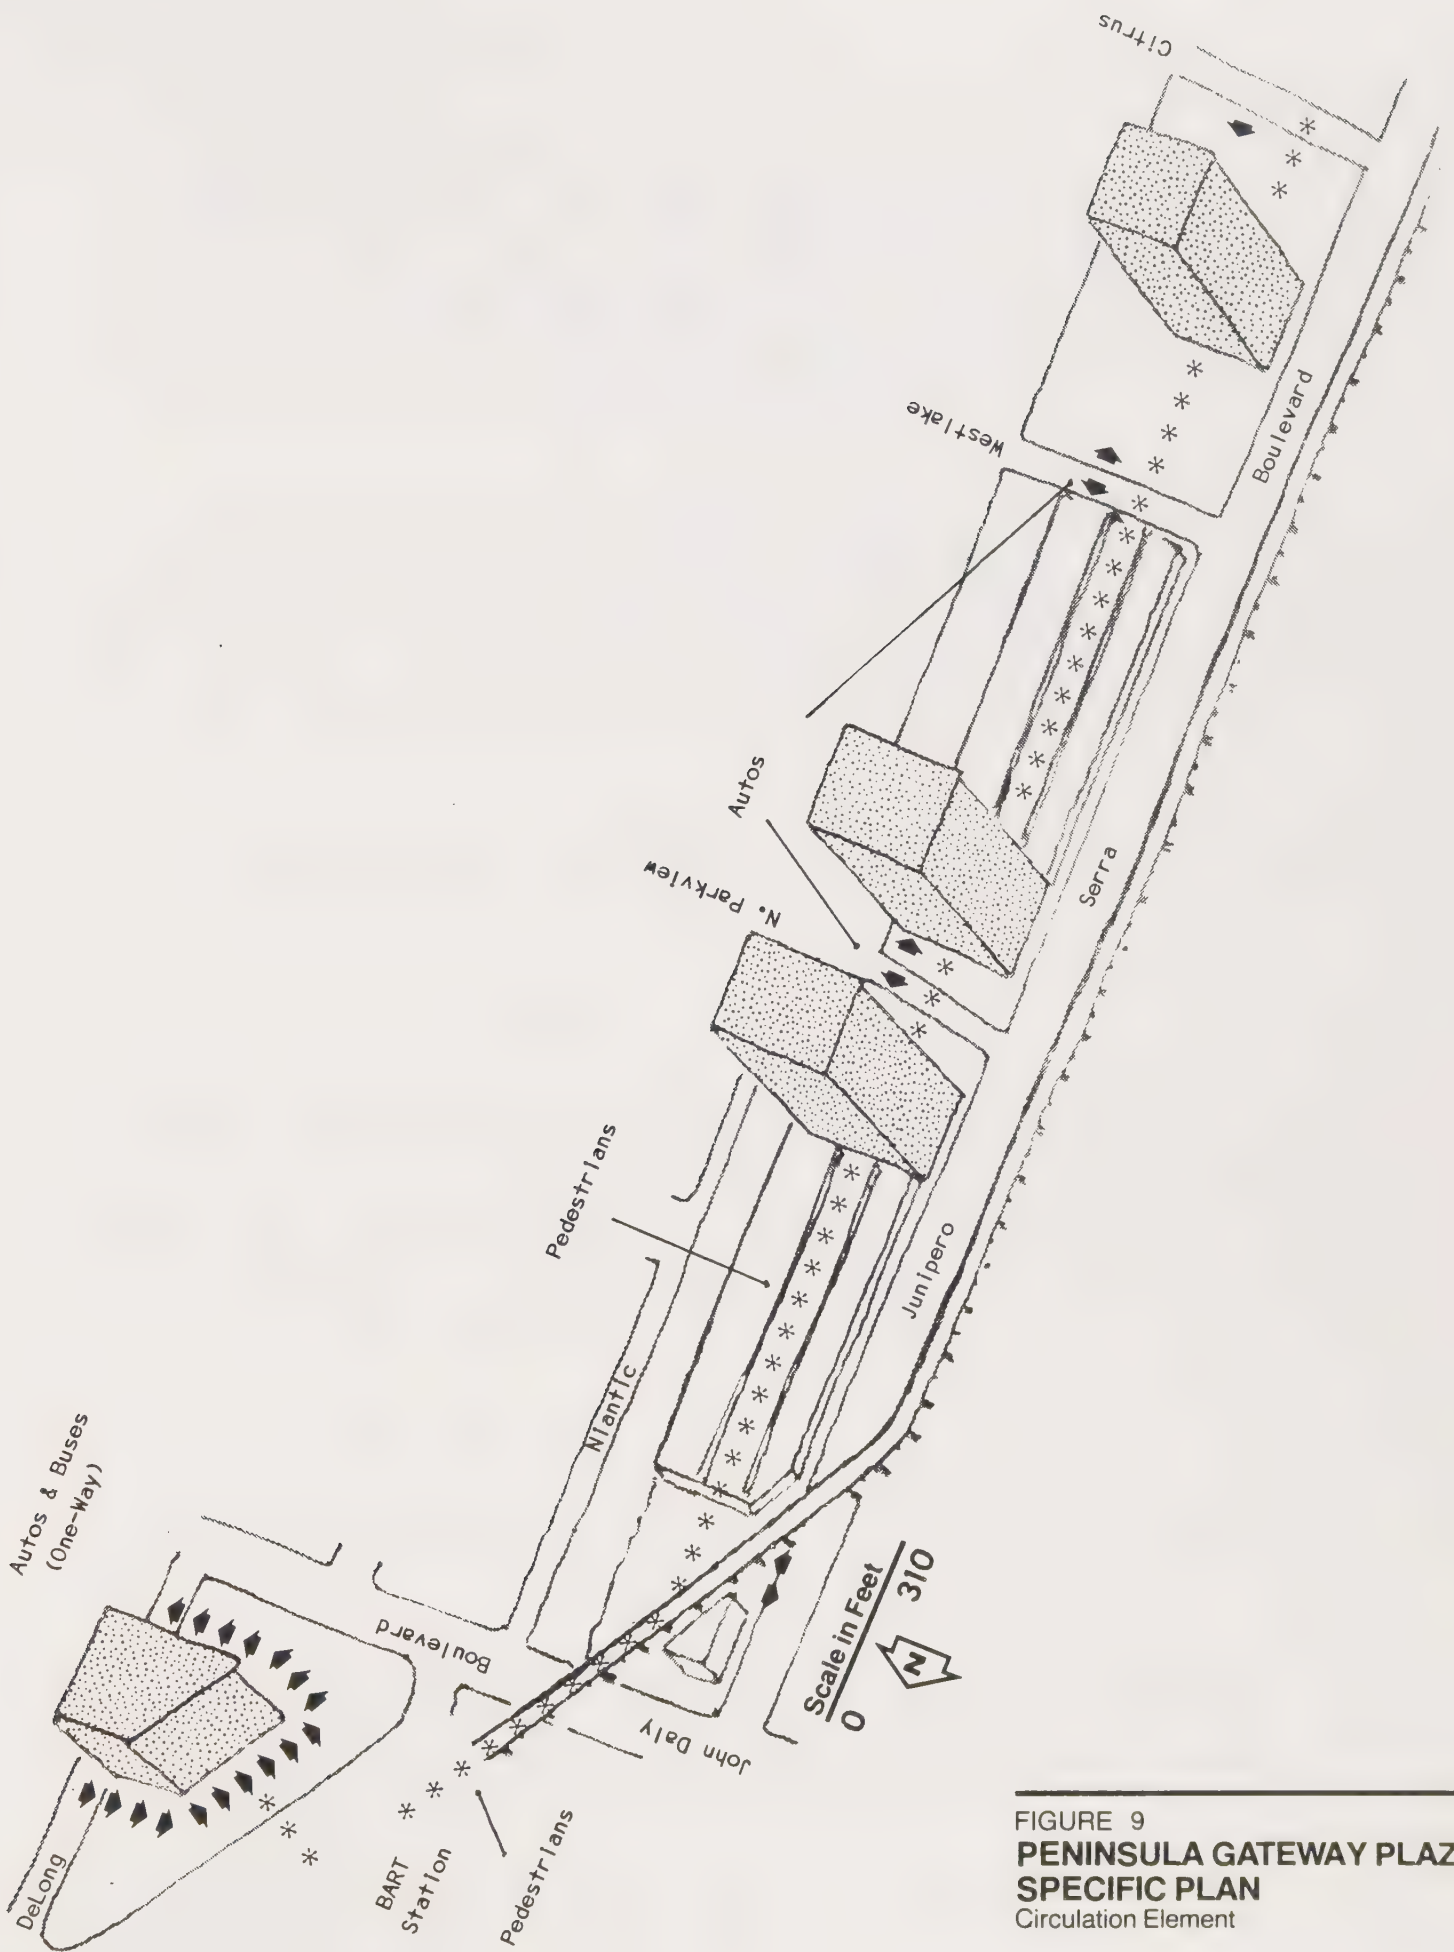 Citrus
Westlake
Boulevard
Autos
N. Parkview
Serra
Pedestrians
Junipero
Niantic
Autos & Buses
(One-Way)
Boulevard
Scale in Feet
0 310
N
John Daly
DeLong
BART
Station
Pedestrians
FIGURE 9
PENINSULA GATEWAY PLAZ
SPECIFIC PLAN
Circulation Element